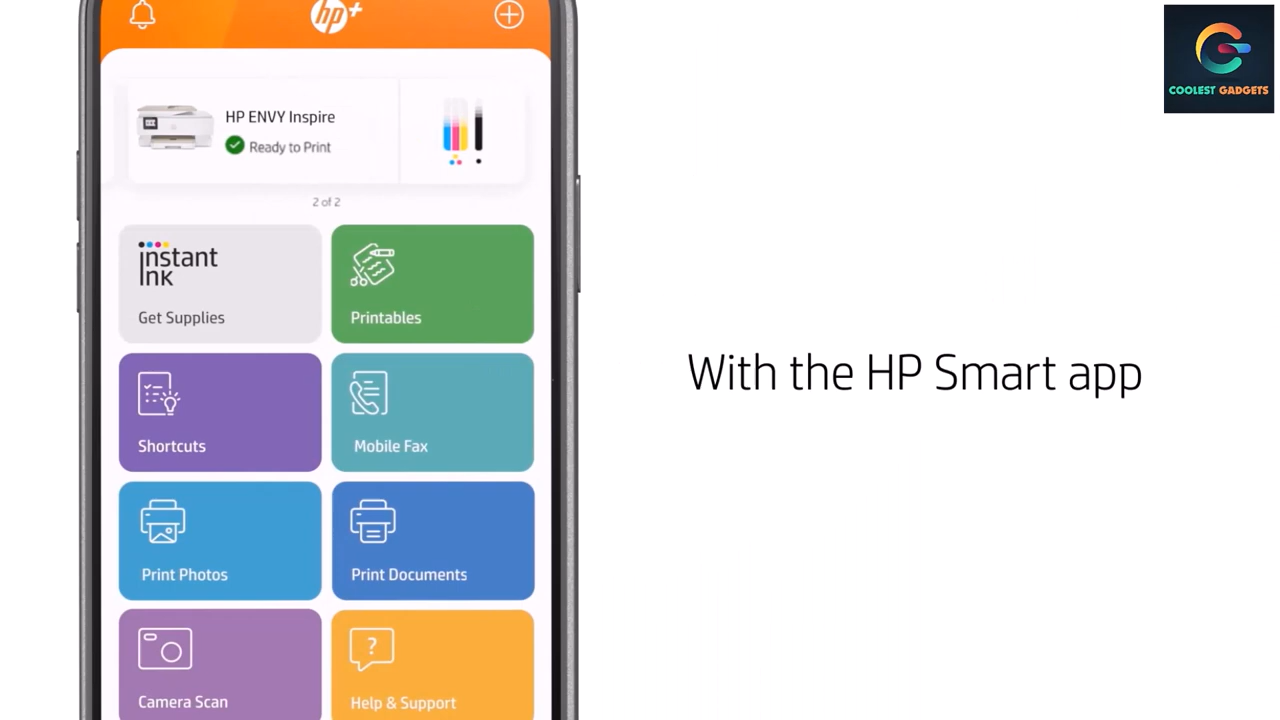 hp+
COOLEST GADGETS
HP ENVY Inspire
Ready to Print
2 of 2
instant
ink
Get Supplies
Printables
Shortcuts
Mobile Fax
Print Photos
Print Documents
Camera Scan
Help & Support
With the HP Smart app